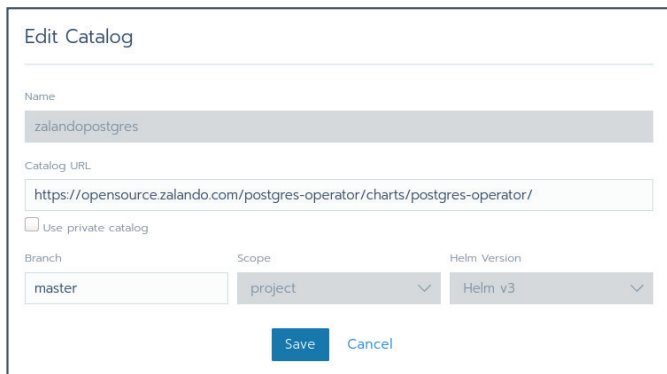 Edit Catalog
Name
zalandopostgres
Catalog URL
https://opensource.zalando.com/postgres-operator/charts/postgres-operator/
Use private catalog
Branch Scope Helm Version
master project Helm v3
Save Cancel